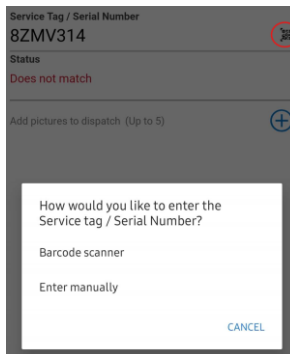 Service Tag / Serial Number
8ZMV314
Status
Does not match
Add pictures to dispatch (Up to 5)
How would you like to enter the
Service tag / Serial Number?
Barcode scanner
Enter manually
CANCEL